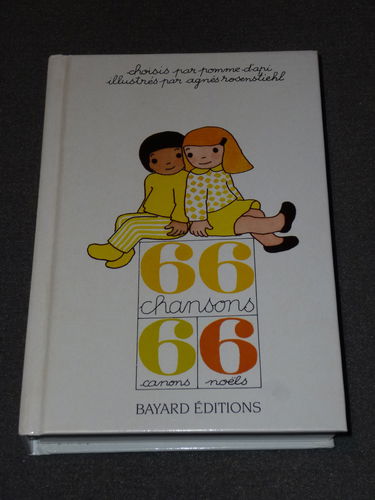 choisis par pomme d'api
illustrés par agnès rosenstiehl
66
chansons
6 6
canons noëls
BAYARD ÉDITIONS